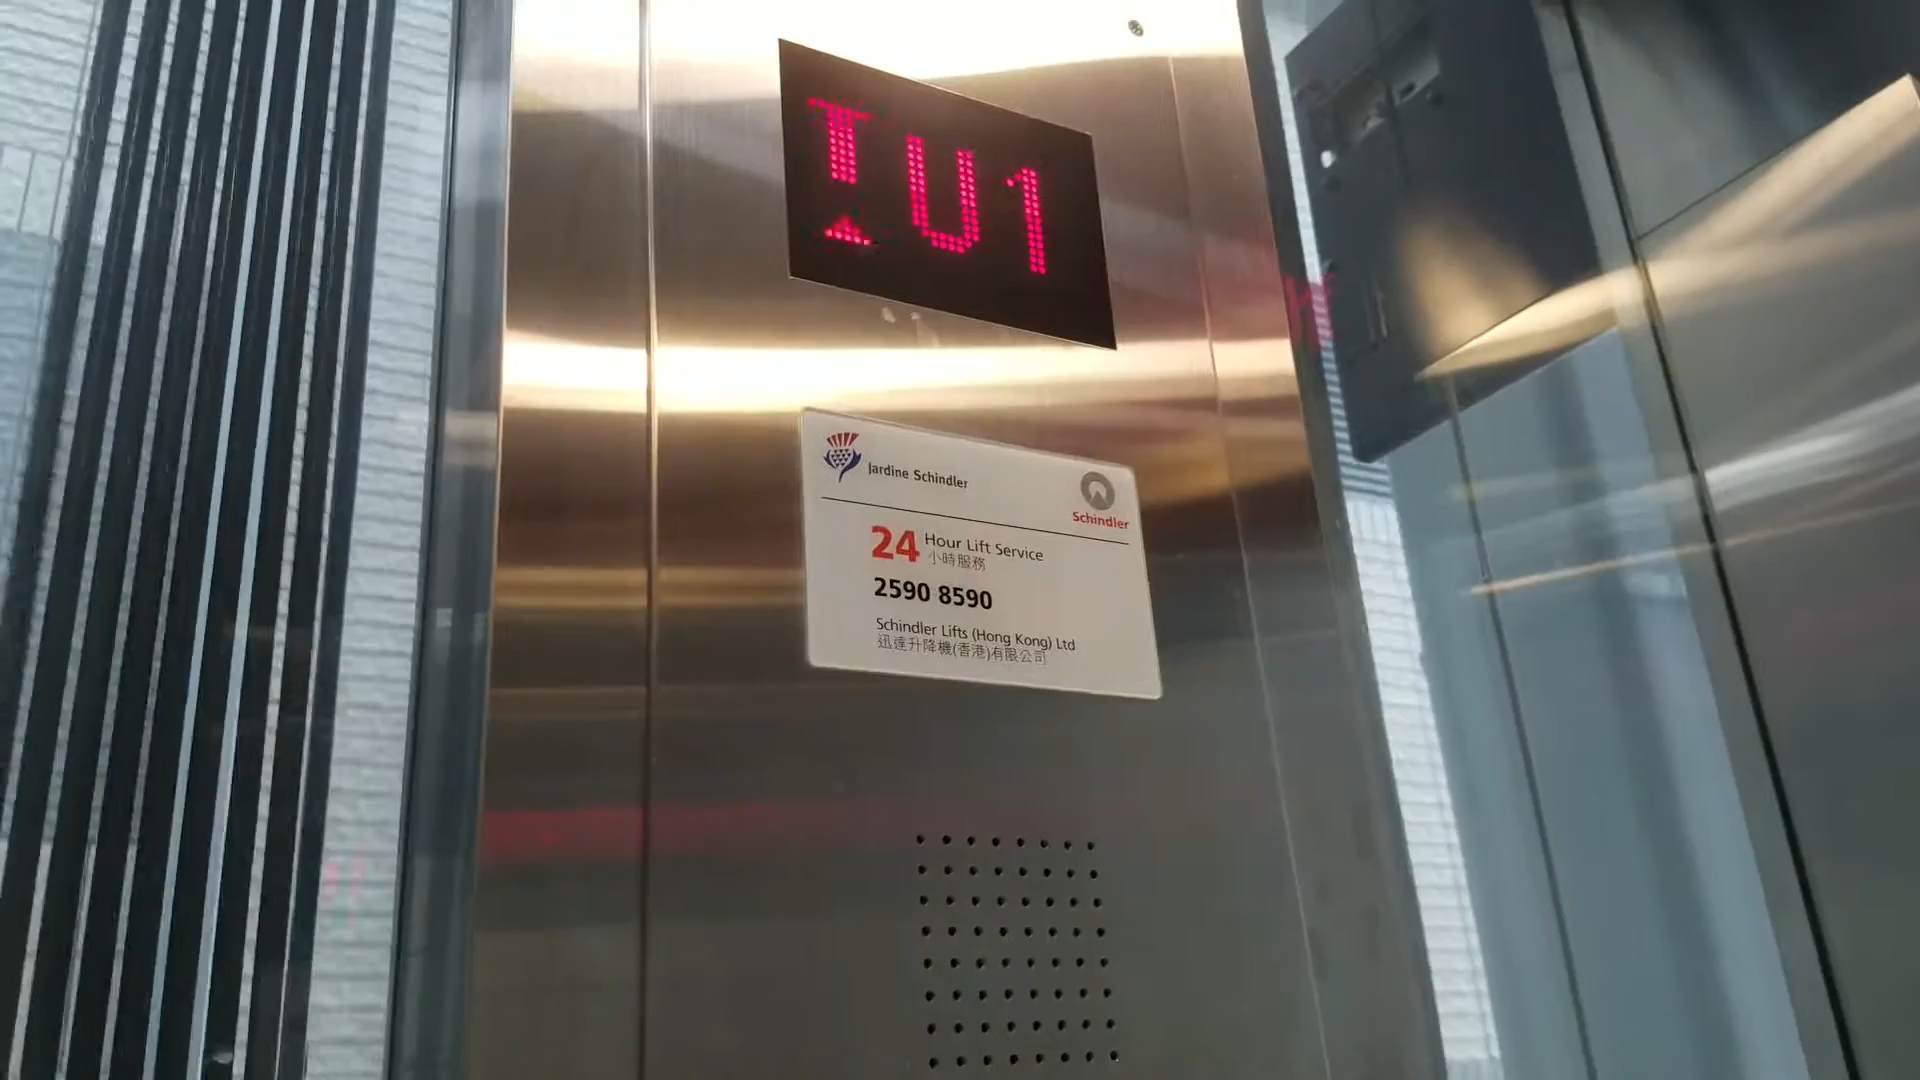 U1
Jardine Schindler
Schindler
24 Hour Lift Service
小時服務
2590 8590
Schindler Lifts (Hong Kong) Ltd
迅達升降機(香港)有限公司